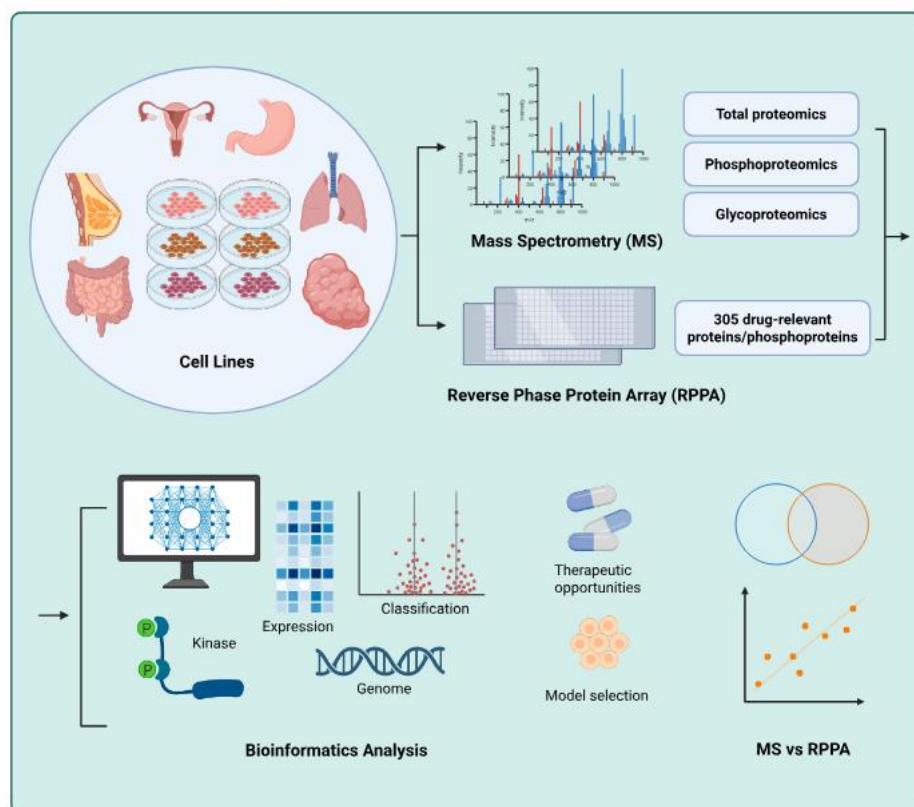 Total proteomics
Phosphoproteomics
Glycoproteomics
Mass Spectrometry (MS)
Cell Lines
305 drug-relevant
proteins/phosphoproteins
Reverse Phase Protein Array (RPPA)
Expression
Classification
Therapeutic
opportunities
P
P
Kinase
Genome
Model selection
Bioinformatics Analysis
MS vs RPPA